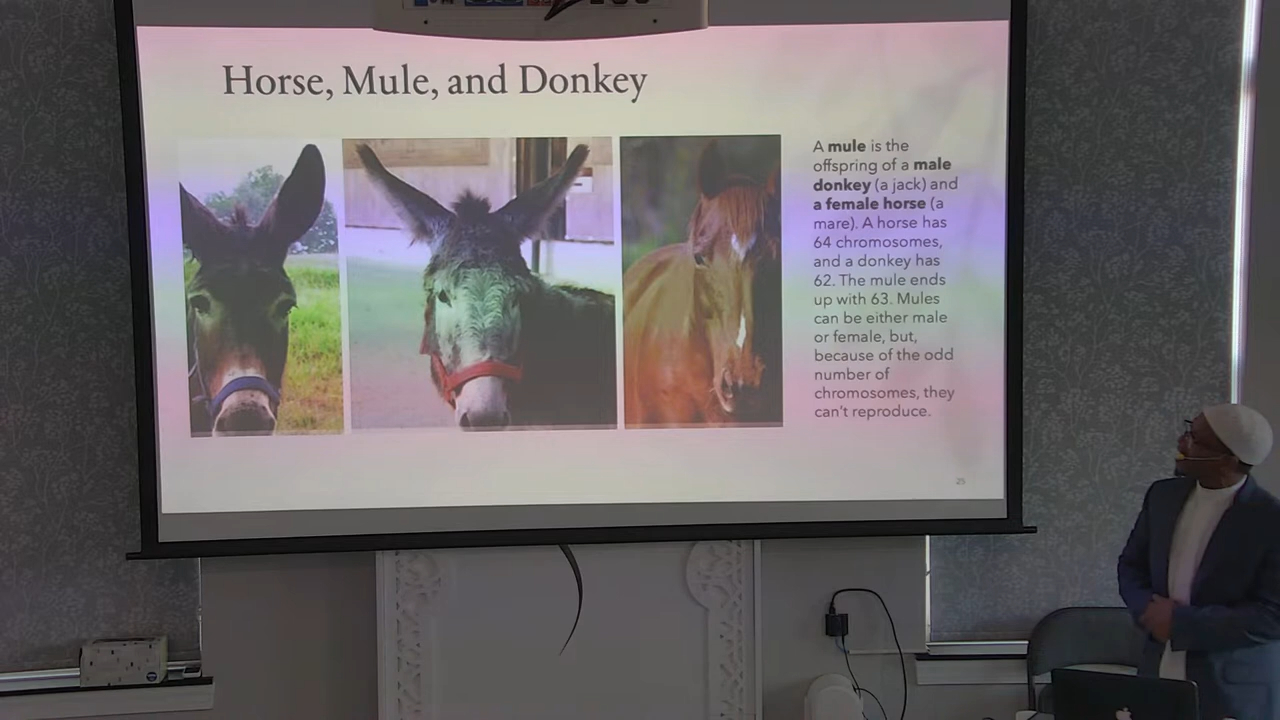 Horse, Mule, and Donkey
A mule is the
offspring of a male
donkey (a jack) and
a female horse (a
mare). A horse has
64 chromosomes,
and a donkey has
62. The mule ends
up with 63. Mules
can be either male
or female, but,
because of the odd
number of
chromosomes, they
can't reproduce.
25